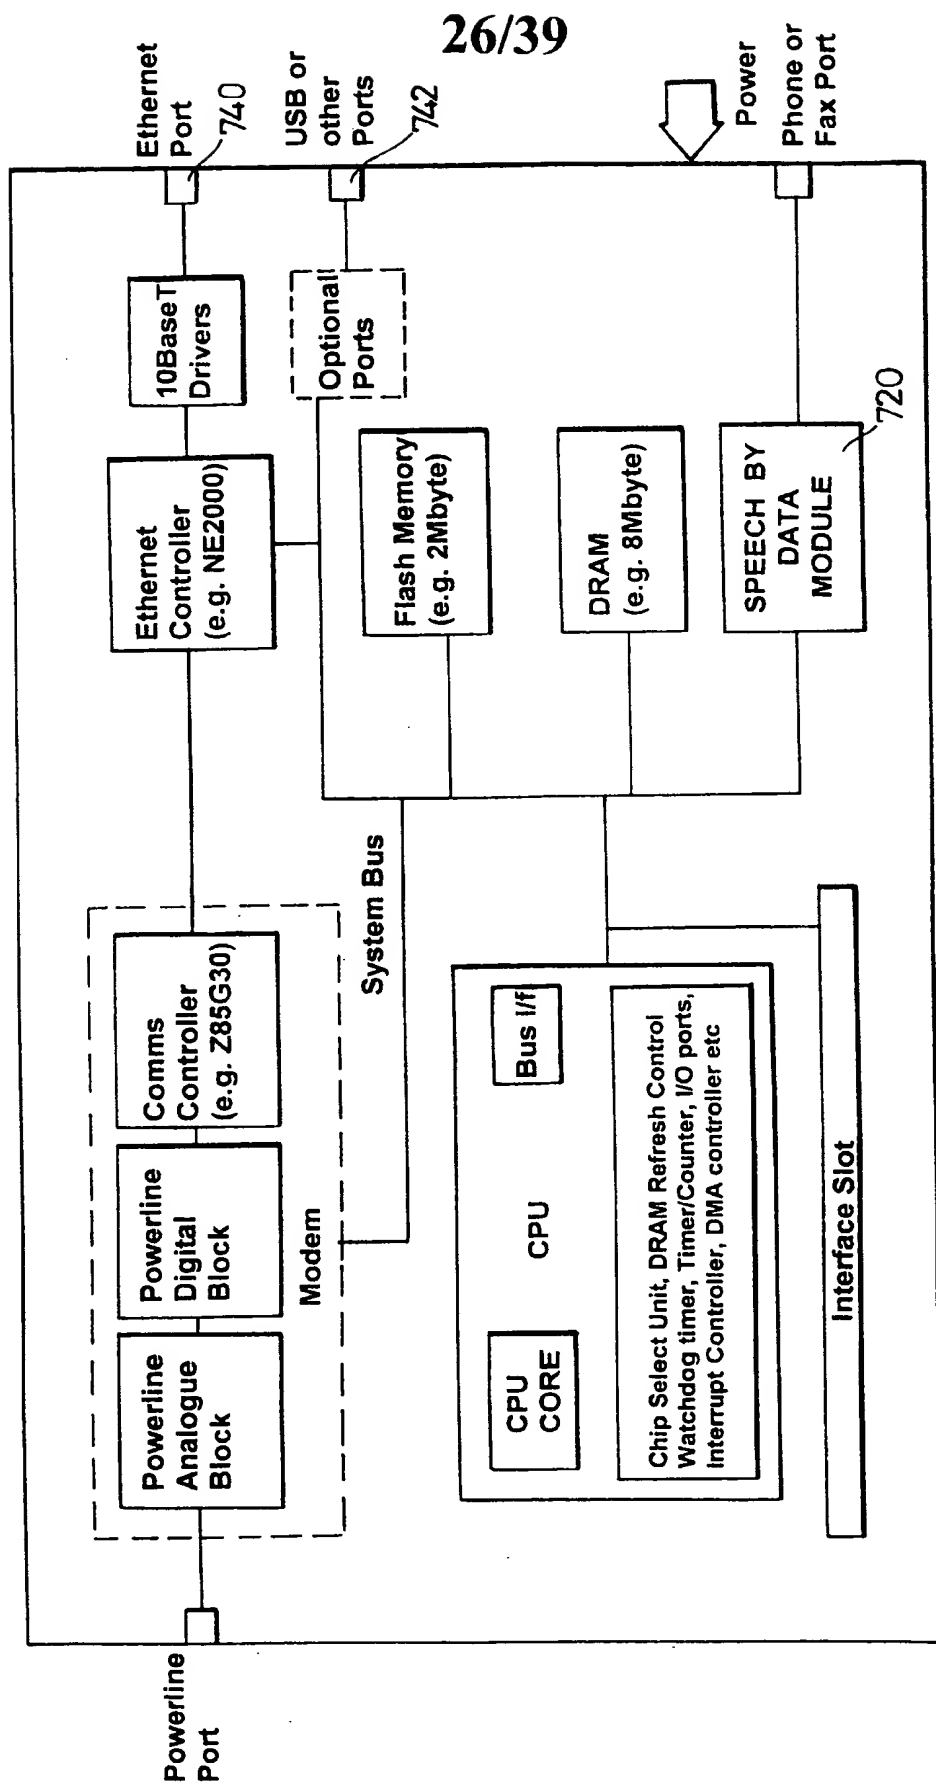 26/39
Powerline
Port
Powerline
Analogue
Block
Powerline
Digital
Block
Comms
Controller
(e.g. Z85G30)
Modem
Ethernet
Controller
(e.g. NE2000)
10BaseT
Drivers
Ethernet
Port
740
USB or
other
Ports
742
Optional
Ports
System Bus
Flash Memory
(e.g. 2Mbyte)
DRAM
(e.g. 8Mbyte)
SPEECH BY
DATA
MODULE
720
Power
Phone or
Fax Port
CPU
CORE
CPU
Bus I/f
Chip Select Unit, DRAM Refresh Control
Watchdog timer, Timer/Counter, I/O ports,
Interrupt Controller, DMA controller etc
Interface Slot